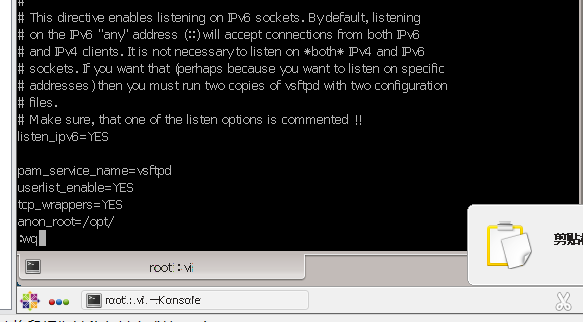 #
# This directive enables listening on IPv6 sockets. By default, listening
# on the IPv6 "any" address (::) will accept connections from both IPv6
# and IPv4 clients. It is not necessary to listen on *both* IPv4 and IPv6
# sockets. If you want that (perhaps because you want to listen on specific
# addresses) then you must run two copies of vsftpd with two configuration
# files.
# Make sure, that one of the listen options is commented !!
listen_ipv6=YES
pam_service_name=vsftpd
userlist_enable=YES
tcp_wrappers=YES
anon_root=/opt/
:wq
剪贴
root : vi
root : vi — Konsole